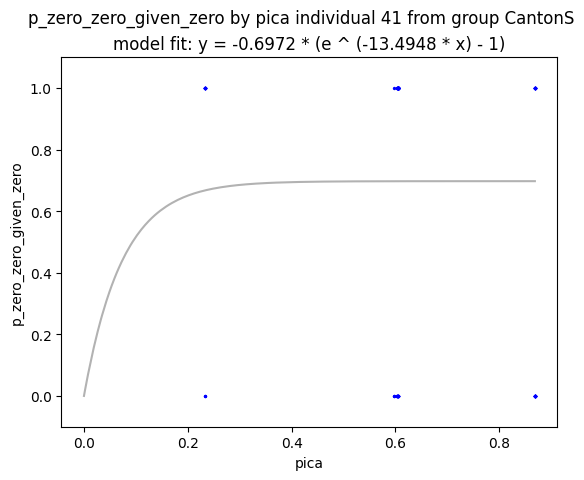 p_zero_zero_given_zero by pica individual 41 from group CantonS
model fit: y = -0.6972 * (e ^ (-13.4948 * x) - 1)
1.0
0.8
0.6
0.4
0.2
0.0
p_zero_zero_given_zero
0.0 0.2 0.4 0.6 0.8
pica